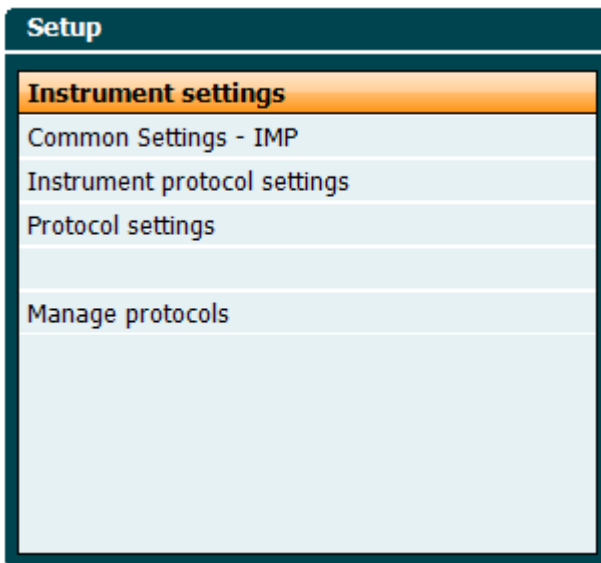 Setup
Instrument settings
Common Settings - IMP
Instrument protocol settings
Protocol settings
Manage protocols